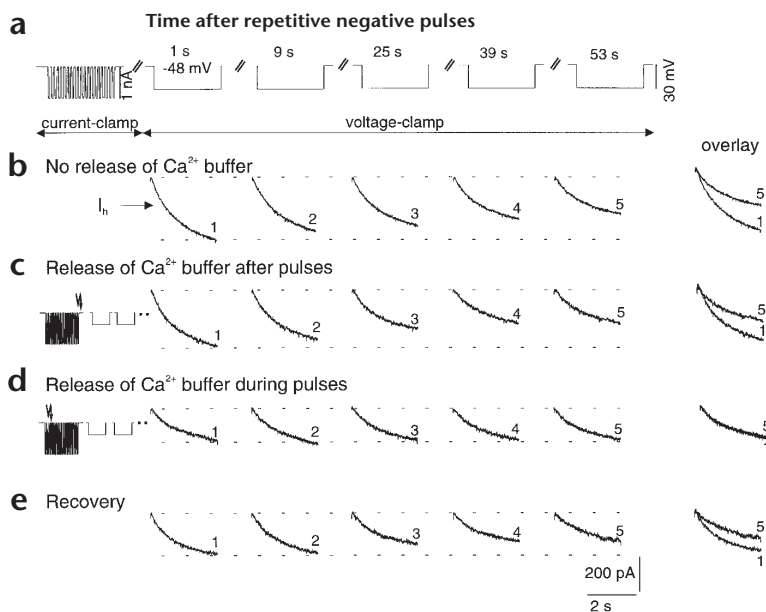 a
Time after repetitive negative pulses
1 s 9 s 25 s 39 s 53 s
-48 mV
1 nA
30 mV
current-clamp voltage-clamp
overlay
b No release of Ca²⁺ buffer
Iₕ
1 2 3 4 5 5 1
c Release of Ca²⁺ buffer after pulses
1 2 3 4 5 5 1
d Release of Ca²⁺ buffer during pulses
1 2 3 4 5 5
e Recovery
1 2 3 4 5 5 1
200 pA
2 s